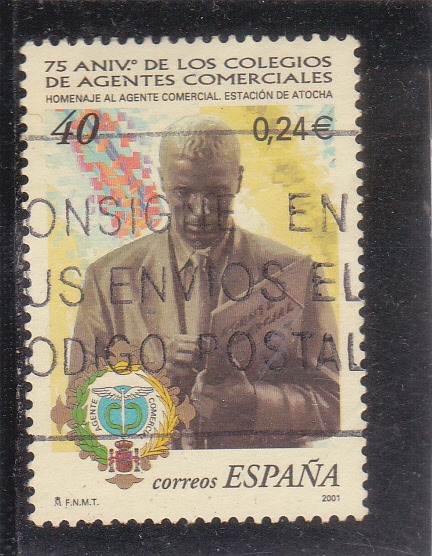 75 ANIV.º DE LOS COLEGIOS
DE AGENTES COMERCIALES
HOMENAJE AL AGENTE COMERCIAL. ESTACIÓN DE ATOCHA
40 0,24€
ONSIGNE EN
US ENVIOS EL
ODIGO POSTAL
AGENTE COMERCIAL
correos ESPAÑA
F.N.M.T. 2001